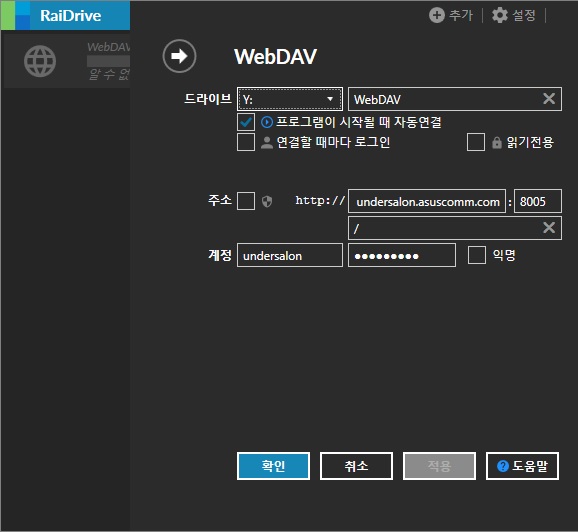 RaiDrive
추가
설정
WebDAV
알 수 없
WebDAV
드라이브 Y: WebDAV
프로그램이 시작될 때 자동연결
연결할 때마다 로그인 읽기전용
주소 http:// undersalon.asuscomm.com : 8005
/
계정 undersalon ●●●●●●●●● 익명
확인 취소 적용 ? 도움말